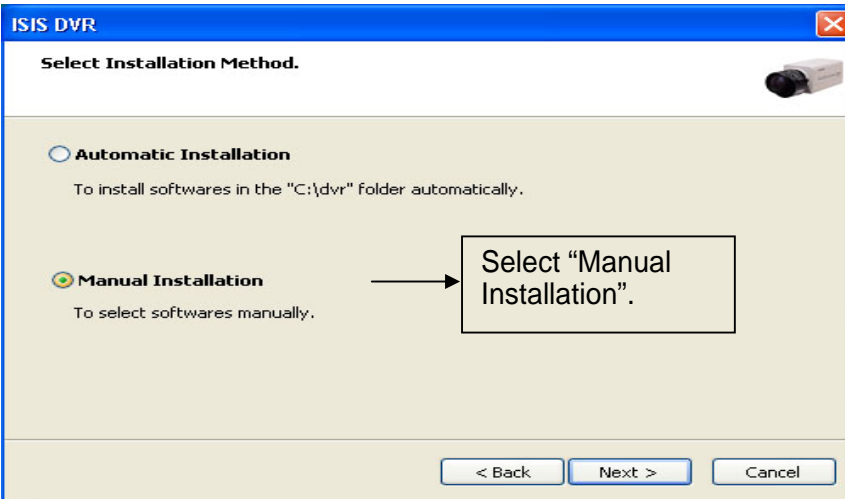 ISIS DVR
Select Installation Method.
Automatic Installation
To install softwares in the "C:\dvr" folder automatically.
Manual Installation
To select softwares manually.
Select “Manual
Installation”.
< Back Next > Cancel